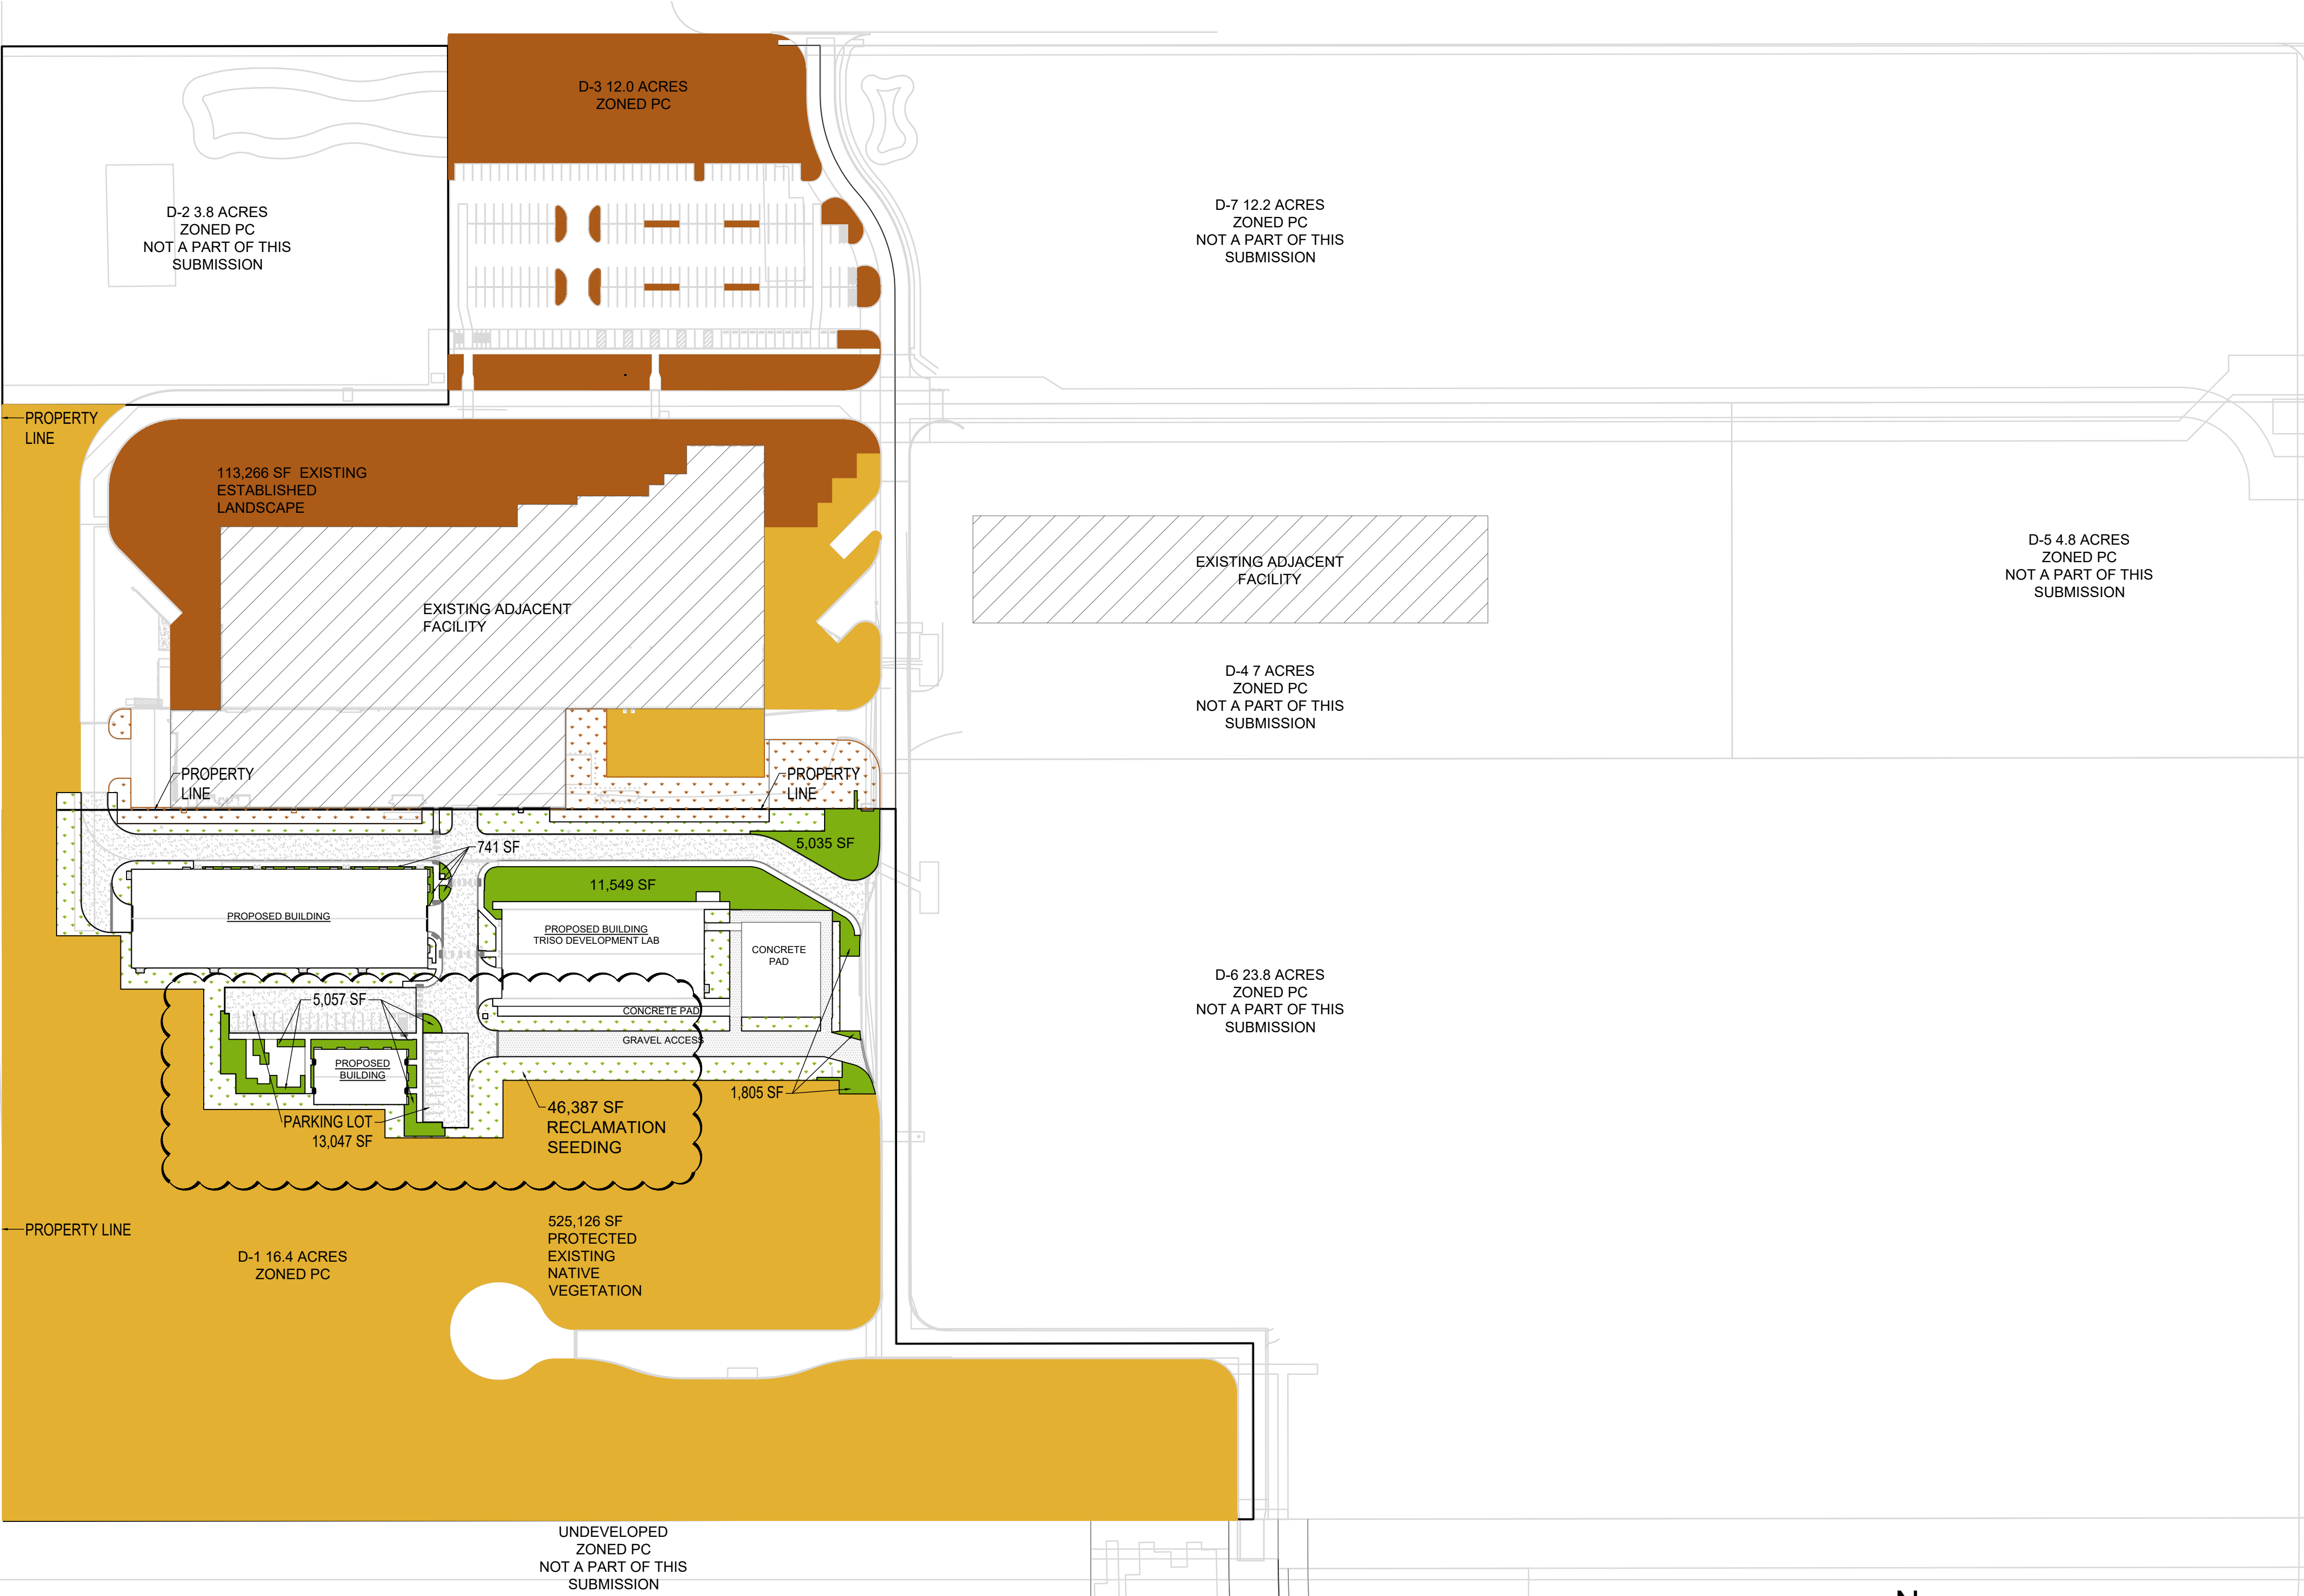 D-3 12.0 ACRES
ZONED PC
D-2 3.8 ACRES
ZONED PC
NOT A PART OF THIS
SUBMISSION
D-7 12.2 ACRES
ZONED PC
NOT A PART OF THIS
SUBMISSION
PROPERTY
LINE
113,266 SF EXISTING
ESTABLISHED
LANDSCAPE
EXISTING ADJACENT
FACILITY
EXISTING ADJACENT
FACILITY
D-5 4.8 ACRES
ZONED PC
NOT A PART OF THIS
SUBMISSION
D-4 7 ACRES
ZONED PC
NOT A PART OF THIS
SUBMISSION
PROPERTY
LINE
PROPERTY
LINE
741 SF
5,035 SF
11,549 SF
PROPOSED BUILDING
PROPOSED BUILDING
TRISO DEVELOPMENT LAB
CONCRETE
PAD
D-6 23.8 ACRES
ZONED PC
NOT A PART OF THIS
SUBMISSION
5,057 SF
CONCRETE PAD
GRAVEL ACCESS
PROPOSED
BUILDING
1,805 SF
PARKING LOT
13,047 SF
46,387 SF
RECLAMATION
SEEDING
PROPERTY LINE
D-1 16.4 ACRES
ZONED PC
525,126 SF
PROTECTED
EXISTING
NATIVE
VEGETATION
UNDEVELOPED
ZONED PC
NOT A PART OF THIS
SUBMISSION
N